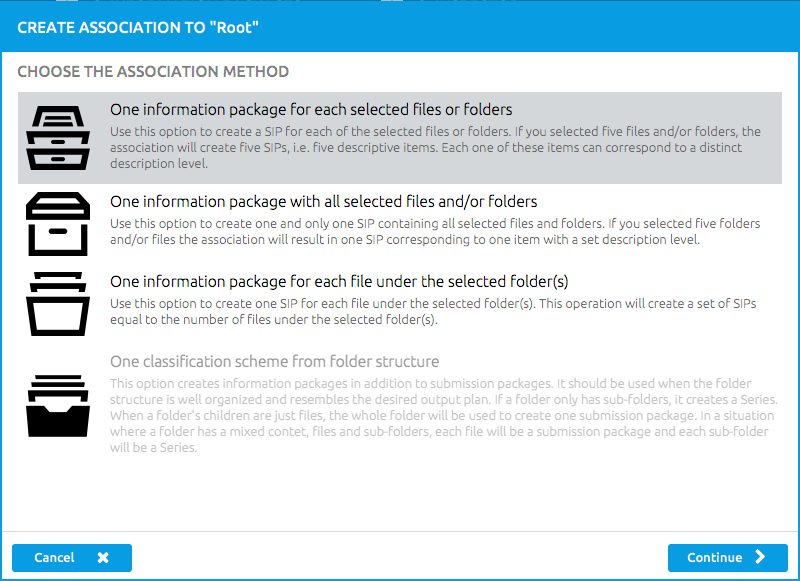 CREATE ASSOCIATION TO "Root"
CHOOSE THE ASSOCIATION METHOD
One information package for each selected files or folders
Use this option to create a SIP for each of the selected files or folders. If you selected five files and/or folders, the
association will create five SIPs, i.e. five descriptive items. Each one of these items can correspond to a distinct
description level.
One information package with all selected files and/or folders
Use this option to create one and only one SIP containing all selected files and folders. If you selected five folders
and/or files the association will result in one SIP corresponding to one item with a set description level.
One information package for each file under the selected folder(s)
Use this option to create one SIP for each file under the selected folder(s). This operation will create a set of SIPs
equal to the number of files under the selected folder(s).
One classification scheme from folder structure
This option creates information packages in addition to submission packages. It should be used when the folder
structure is well organized and resembles the desired output plan. If a folder only has sub-folders, it creates a Series.
When a folder's children are just files, the whole folder will be used to create one submission package. In a situation
where a folder has a mixed contet, files and sub-folders, each file will be a submission package and each sub-folder
will be a Series.
Cancel
Continue